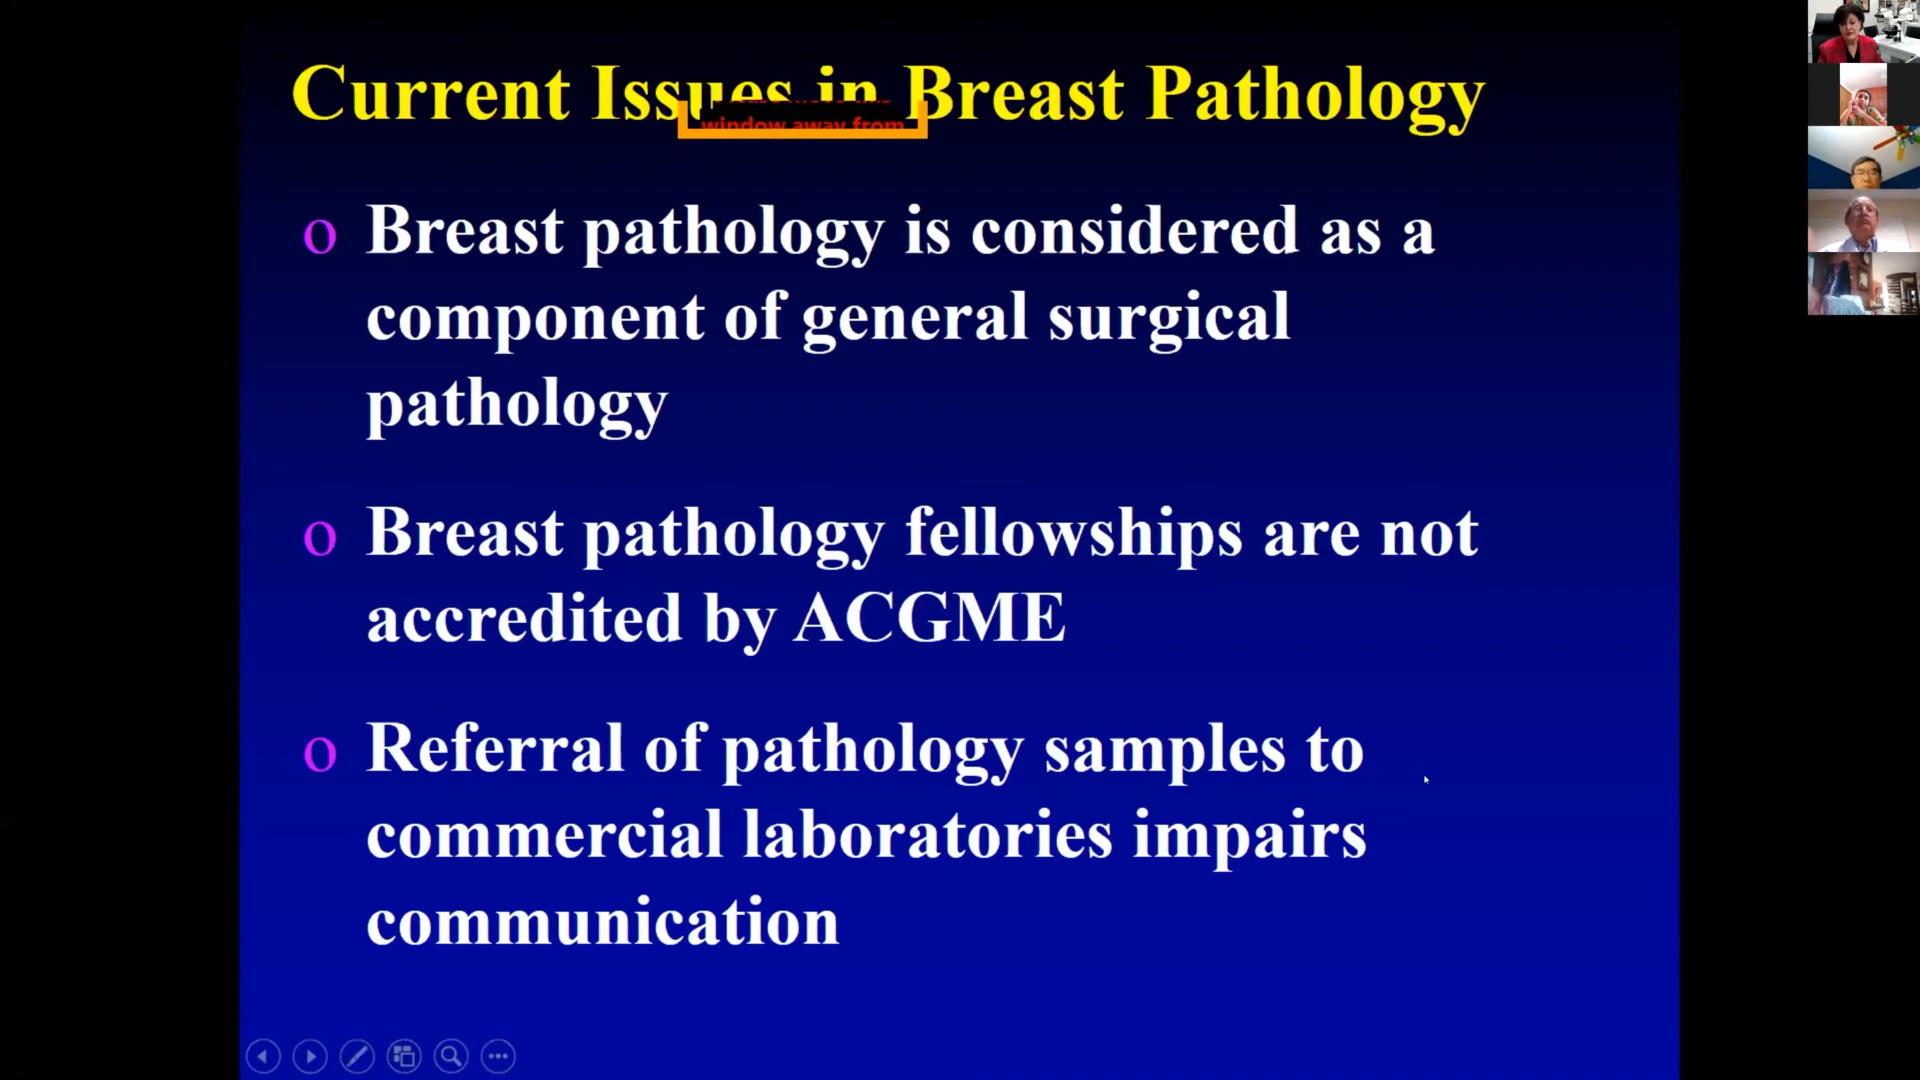 Current Issues in Breast Pathology
window away from
o Breast pathology is considered as a
component of general surgical
pathology
o Breast pathology fellowships are not
accredited by ACGME
o Referral of pathology samples to
commercial laboratories impairs
communication